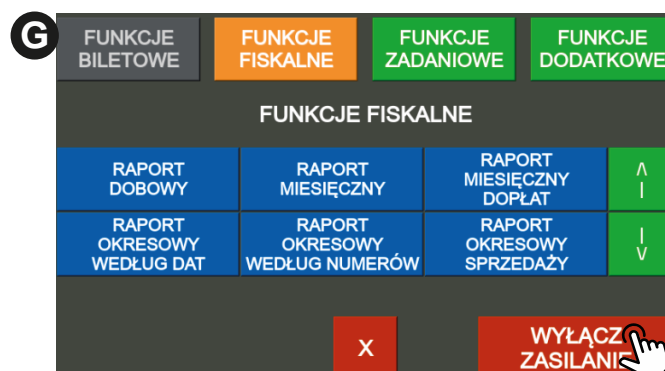 G
FUNKCJE
BILETOWE
FUNKCJE
FISKALNE
FUNKCJE
ZADANIOWE
FUNKCJE
DODATKOWE
FUNKCJE FISKALNE
RAPORT
DOBOWY
RAPORT
MIESIĘCZNY
RAPORT
MIESIĘCZNY
DOPŁAT
RAPORT
OKRESOWY
WEDŁUG DAT
RAPORT
OKRESOWY
WEDŁUG NUMERÓW
RAPORT
OKRESOWY
SPRZEDAŻY
X
WYŁĄCZ
ZASILANIE